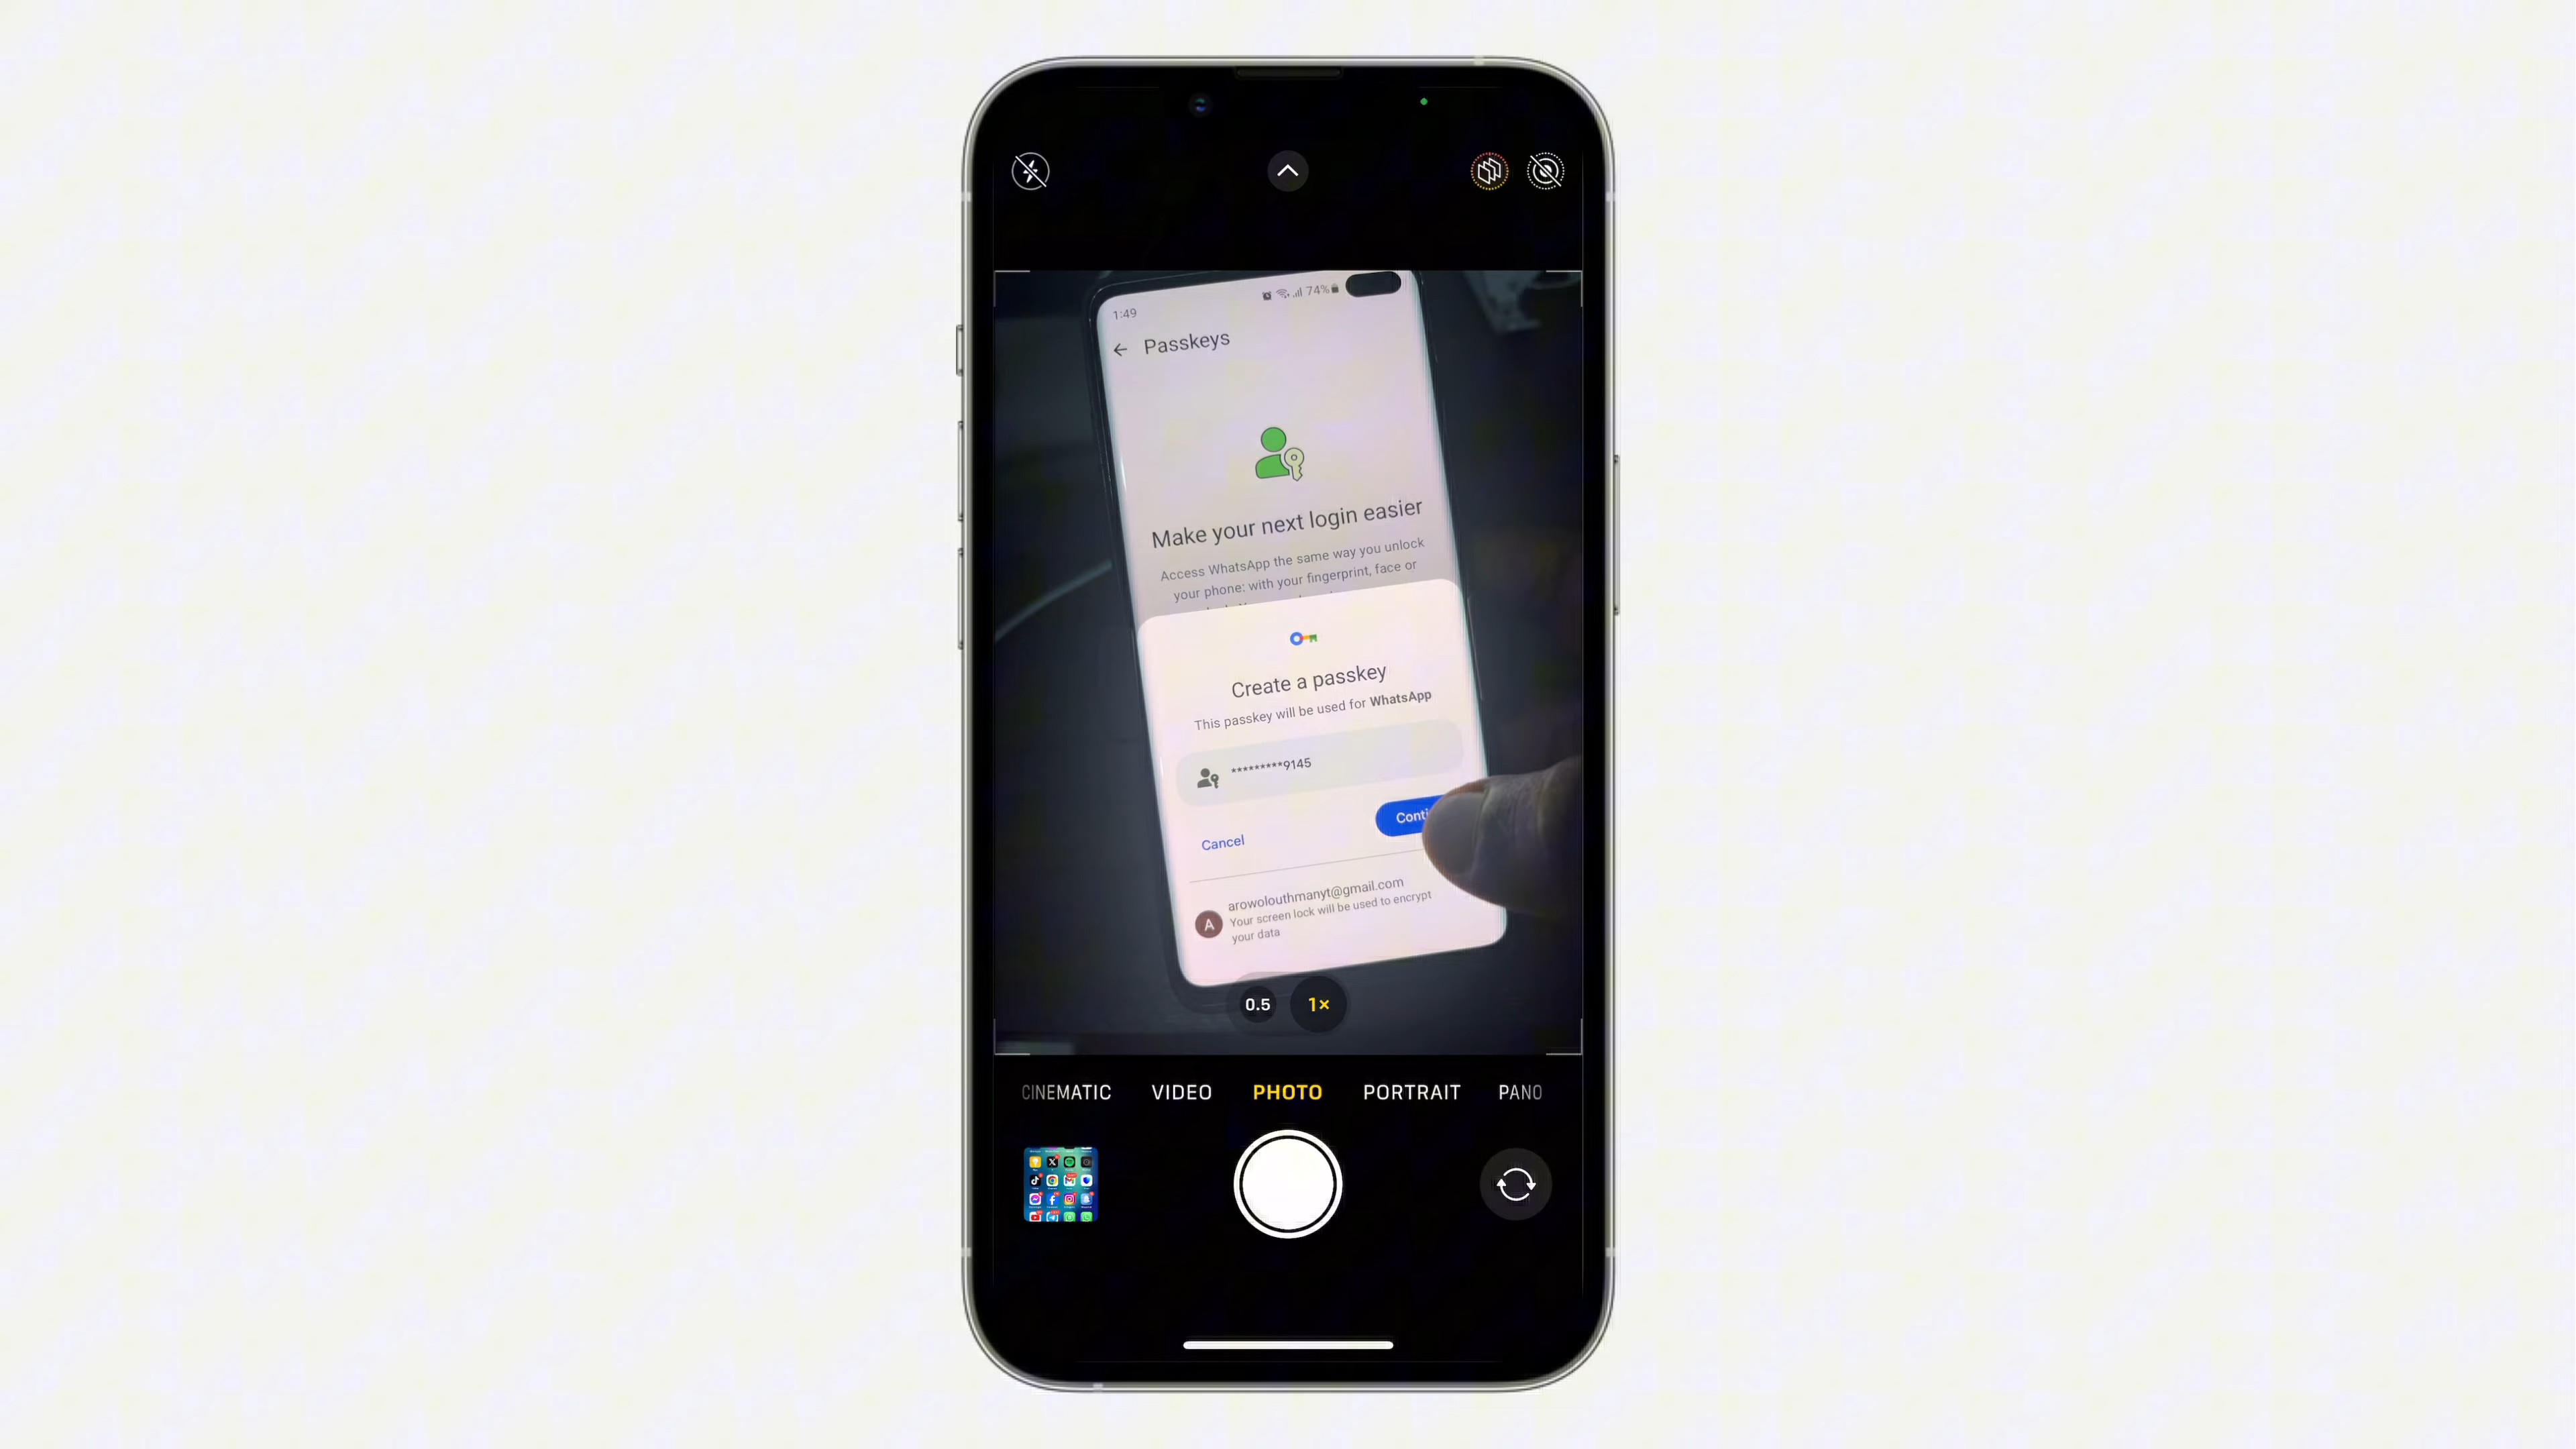 1:49
74%
Passkeys
Make your next login easier
Access WhatsApp the same way you unlock
your phone: with your fingerprint, face or
Create a passkey
This passkey will be used for WhatsApp
*********9145
Cancel
A
arowolouthmanyt@gmail.com
Your screen lock will be used to encrypt
your data
0.5
1×
CINEMATIC
VIDEO
PHOTO
PORTRAIT
PANO